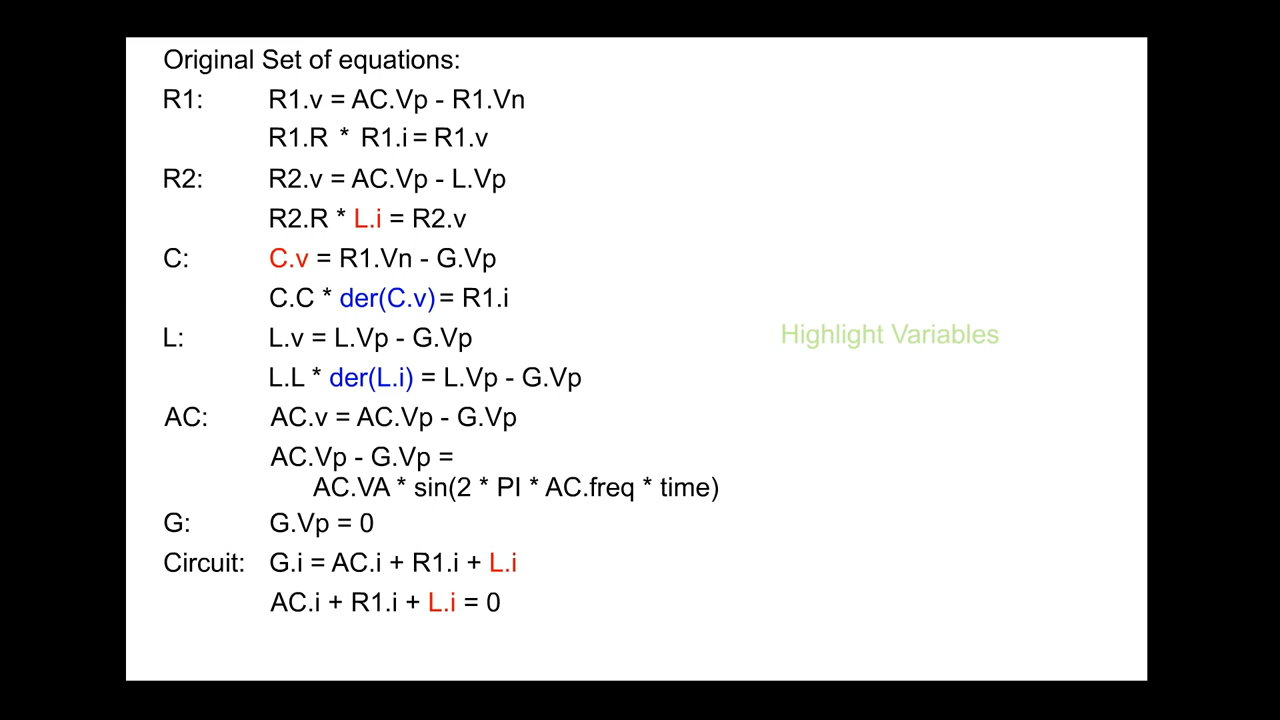 Original Set of equations:
R1: R1.v = AC.Vp - R1.Vn
R1.R * R1.i = R1.v
R2: R2.v = AC.Vp - L.Vp
R2.R * L.i = R2.v
C: C.v = R1.Vn - G.Vp
C.C * der(C.v) = R1.i
L: L.v = L.Vp - G.Vp
Highlight Variables
L.L * der(L.i) = L.Vp - G.Vp
AC: AC.v = AC.Vp - G.Vp
AC.Vp - G.Vp =
AC.VA * sin(2 * PI * AC.freq * time)
G: G.Vp = 0
Circuit: G.i = AC.i + R1.i + L.i
AC.i + R1.i + L.i = 0